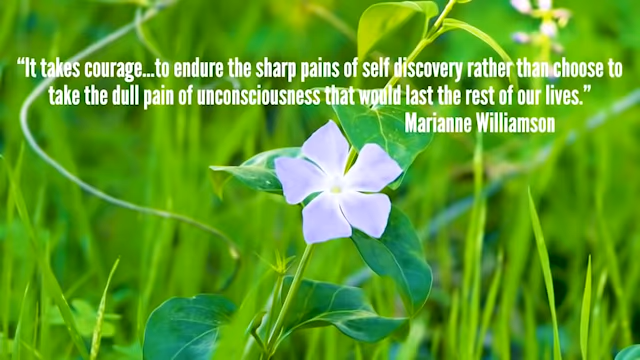 “It takes courage...to endure the sharp pains of self discovery rather than choose to
take the dull pain of unconsciousness that would last the rest of our lives.”
Marianne Williamson